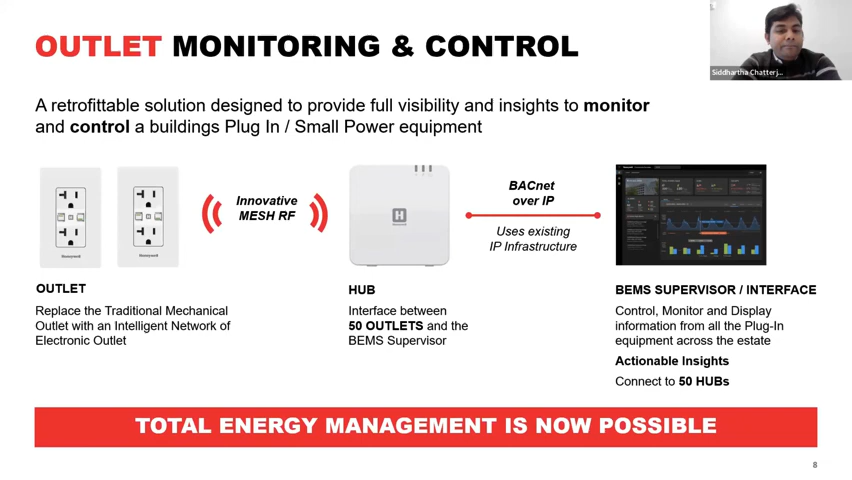 OUTLET MONITORING & CONTROL
Siddhartha Chatterj...
A retrofittable solution designed to provide full visibility and insights to monitor
and control a buildings Plug In / Small Power equipment
Innovative
MESH RF
BACnet
over IP
Uses existing
IP Infrastructure
Honeywell
Honeywell
H
OUTLET
Replace the Traditional Mechanical
Outlet with an Intelligent Network of
Electronic Outlet
HUB
Interface between
50 OUTLETS and the
BEMS Supervisor
BEMS SUPERVISOR / INTERFACE
Control, Monitor and Display
information from all the Plug-In
equipment across the estate
Actionable Insights
Connect to 50 HUBs
TOTAL ENERGY MANAGEMENT IS NOW POSSIBLE
8